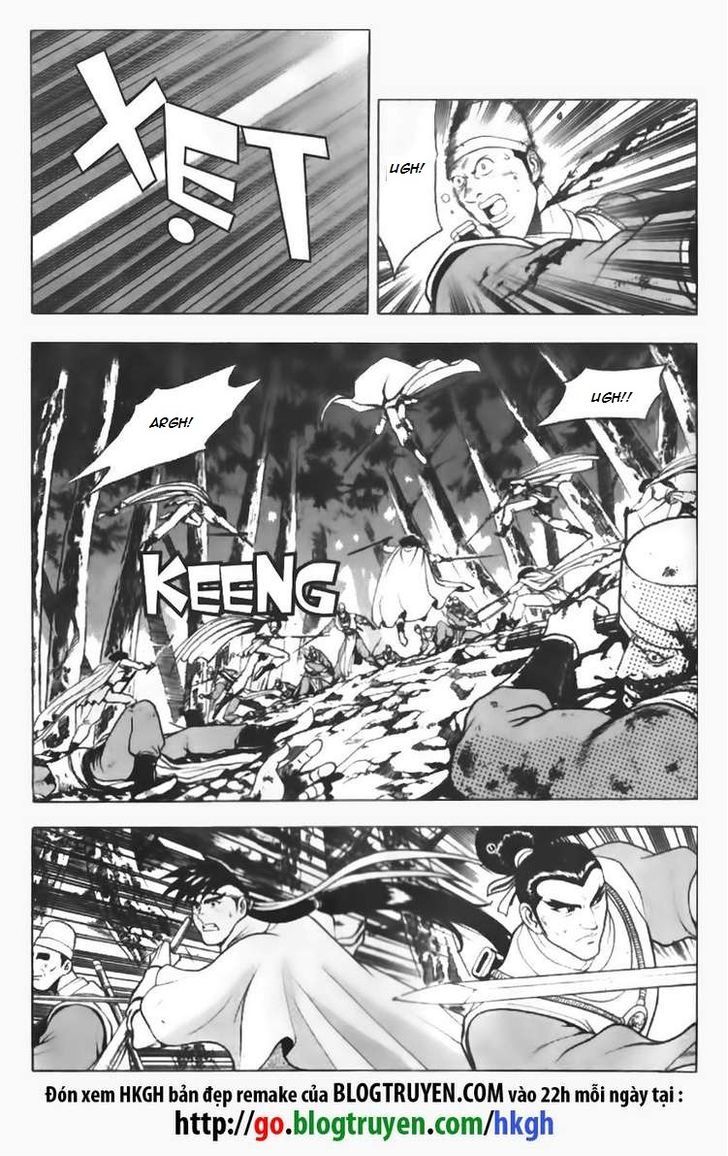 XẸT
UGH!
ARGH!
UGH!!
KEENG
Đón xem HKGH bản đẹp remake của BLOGTRUYEN.COM vào 22h mỗi ngày tại :
http://go.blogtruyen.com/hkgh